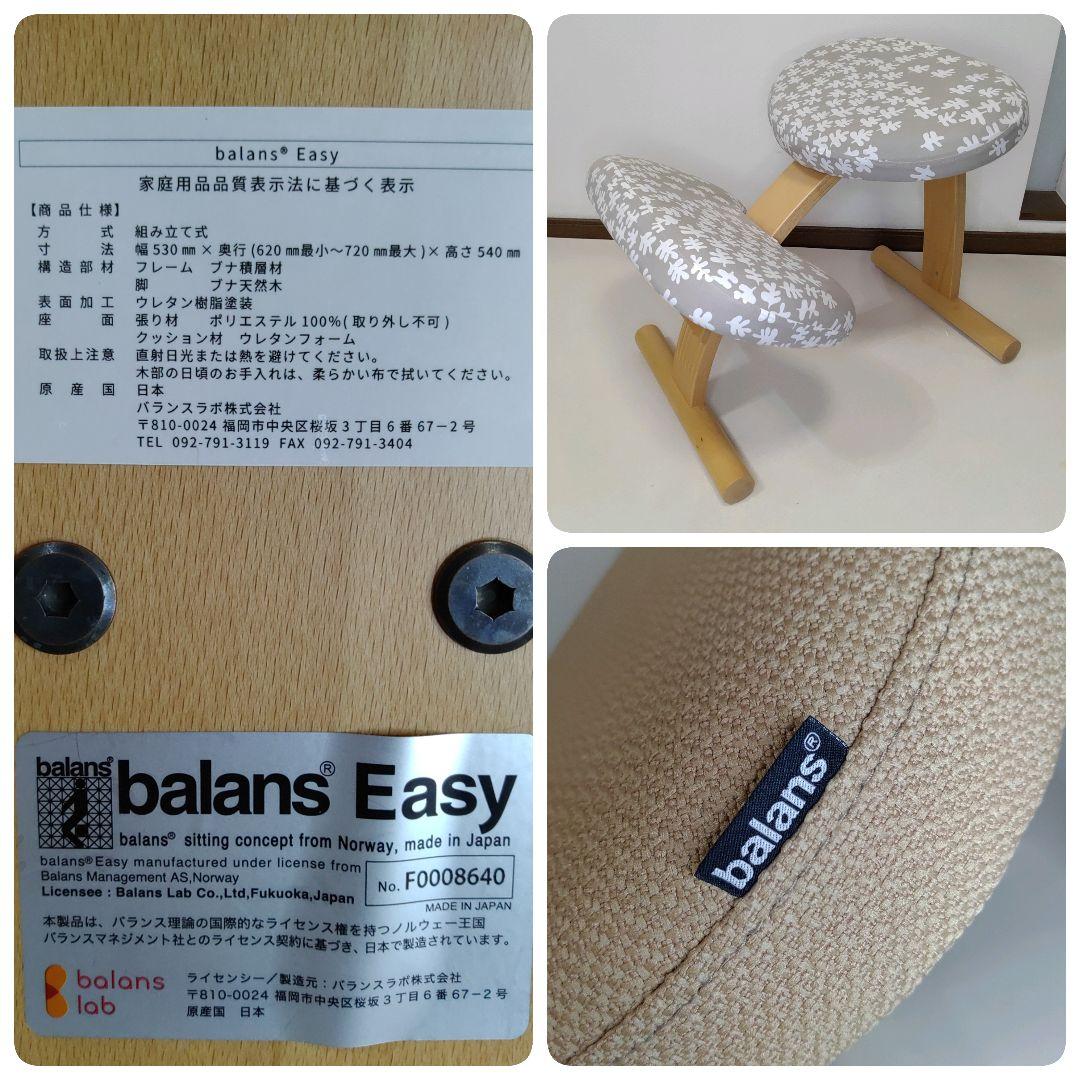 balans® Easy
家庭用品品質表示法に基づく表示
【商品仕様】
方 式 組み立て式
寸 法 幅 530 ㎜ × 奥行 (620 ㎜最小～720 ㎜最大 )× 高さ 540 ㎜
構造部材 フレーム ブナ積層材
脚 ブナ天然木
表面加工 ウレタン樹脂塗装
座 面 張り材 ポリエステル 100% ( 取り外し不可 )
クッション材 ウレタンフォーム
取扱上注意 直射日光または熱を避けてください。
木部の日頃のお手入れは、柔らかい布で拭いてください。
原産国 日本
バランスラボ株式会社
〒810-0024 福岡市中央区桜坂 3 丁目 6 番 67－2 号
TEL 092-791-3119 FAX 092-791-3404
balans®
balans® Easy
balans® sitting concept from Norway, made in Japan
balans® Easy manufactured under license from
Balans Management AS,Norway
Licensee : Balans Lab Co.,Ltd,Fukuoka,Japan
No. F0008640
MADE IN JAPAN
本製品は、バランス理論の国際的なライセンス権を持つノルウェー王国
バランスマネジメント社とのライセンス契約に基づき、日本で製造されています。
balans
lab
ライセンシー／製造元：バランスラボ株式会社
〒810-0024 福岡市中央区桜坂 3 丁目 6 番 67－2 号
原産国 日本
balans®